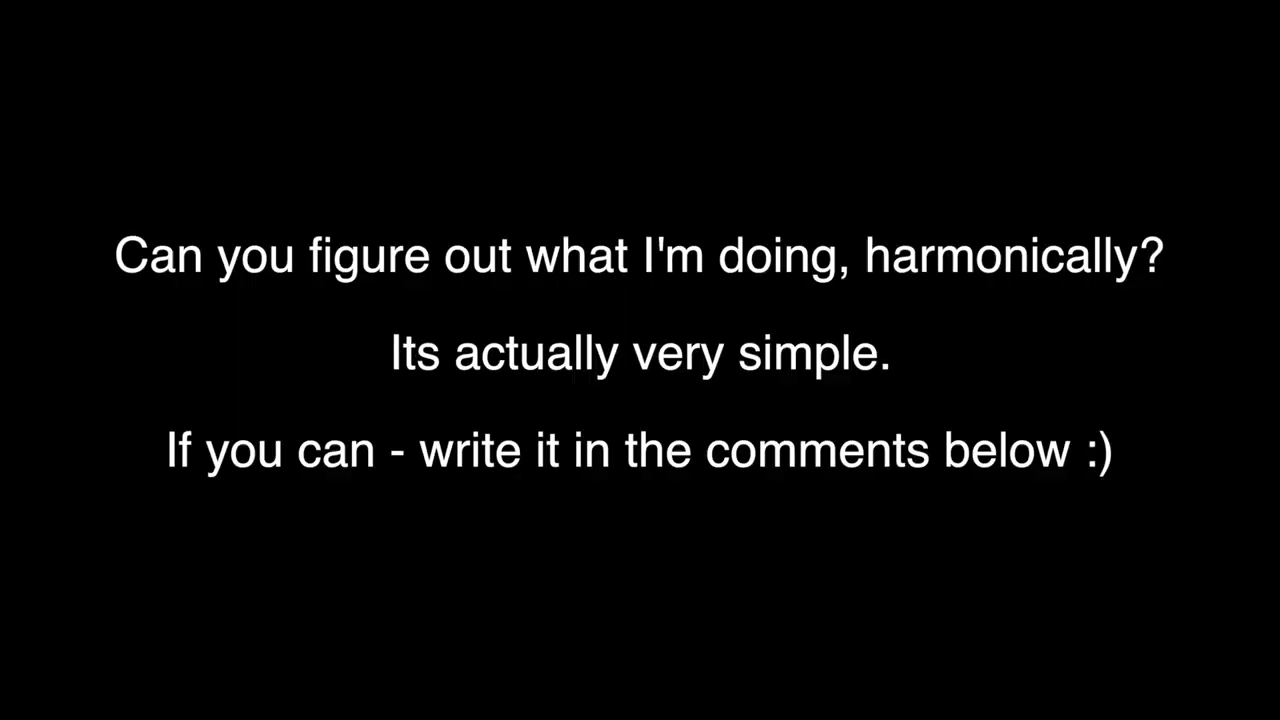 Can you figure out what I'm doing, harmonically?
Its actually very simple.
If you can - write it in the comments below :)